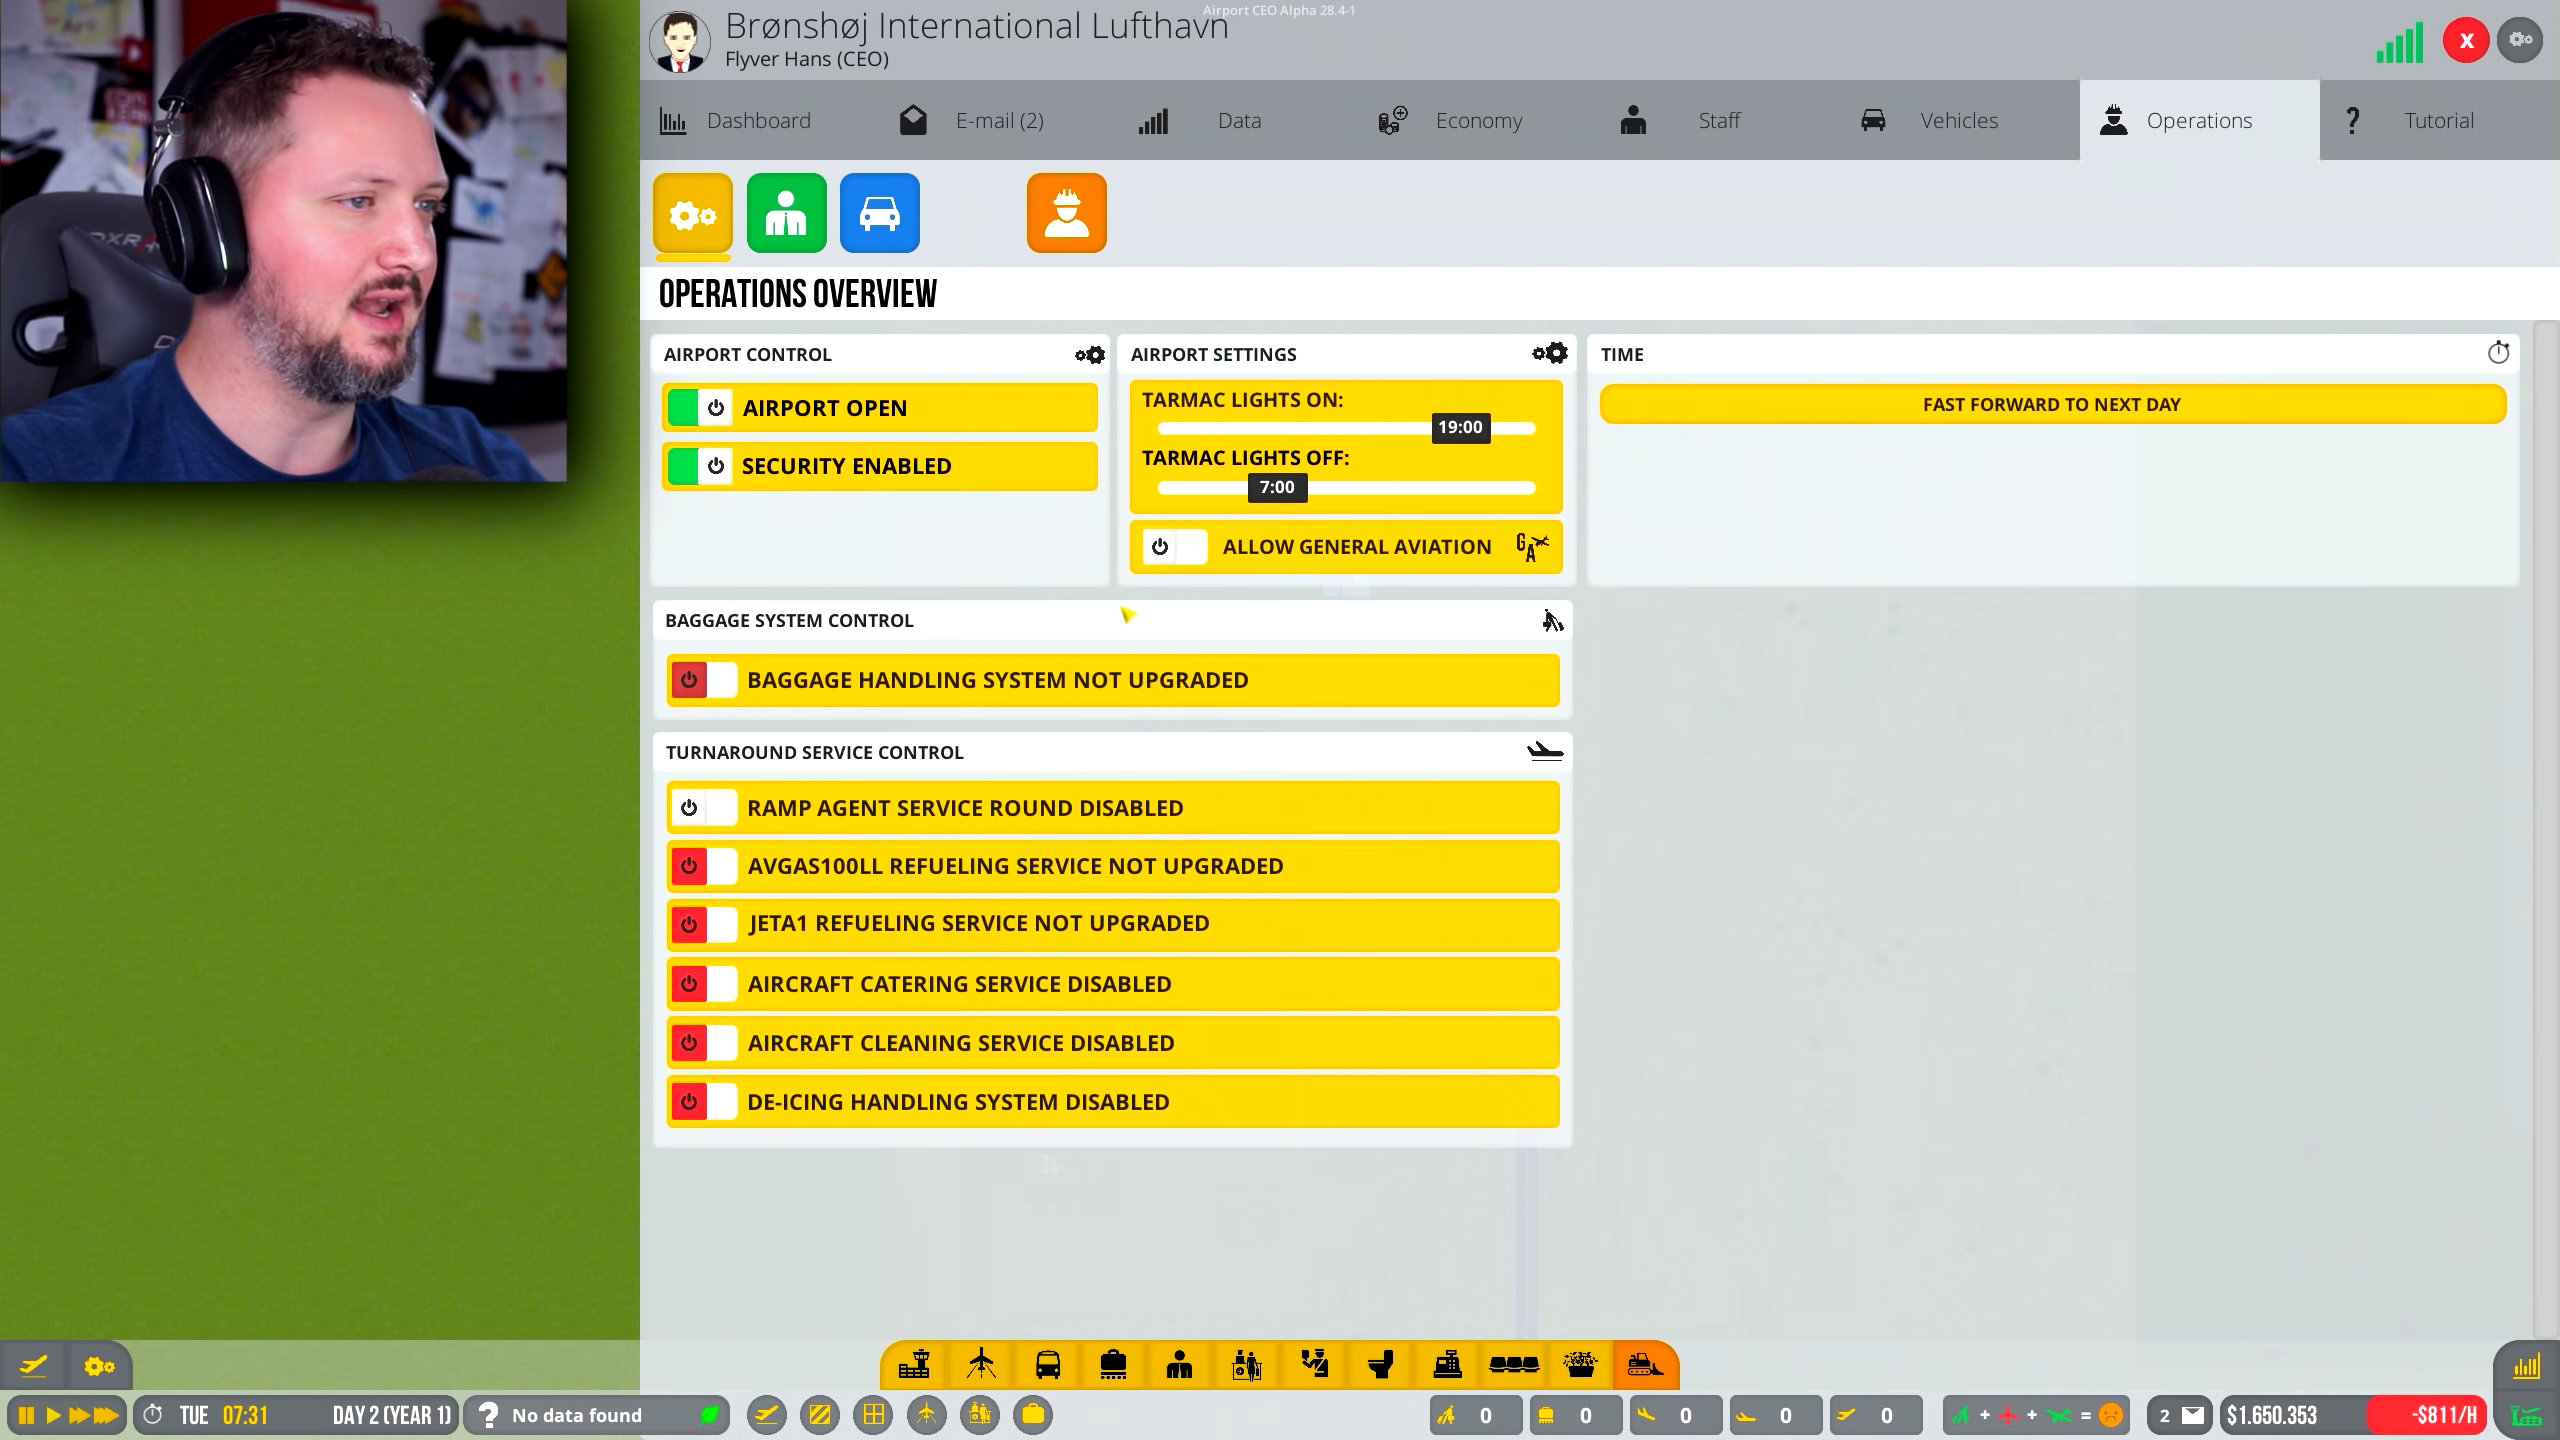 Airport CEO Alpha 28.4-1
Brønshøj International Lufthavn
Flyver Hans (CEO)
X
Dashboard
E-mail (2)
Data
Economy
Staff
Vehicles
Operations
? Tutorial
OPERATIONS OVERVIEW
AIRPORT CONTROL
AIRPORT OPEN
SECURITY ENABLED
AIRPORT SETTINGS
TARMAC LIGHTS ON:
19:00
TARMAC LIGHTS OFF:
7:00
ALLOW GENERAL AVIATION GA
TIME
FAST FORWARD TO NEXT DAY
BAGGAGE SYSTEM CONTROL
BAGGAGE HANDLING SYSTEM NOT UPGRADED
TURNAROUND SERVICE CONTROL
RAMP AGENT SERVICE ROUND DISABLED
AVGAS100LL REFUELING SERVICE NOT UPGRADED
JETA1 REFUELING SERVICE NOT UPGRADED
AIRCRAFT CATERING SERVICE DISABLED
AIRCRAFT CLEANING SERVICE DISABLED
DE-ICING HANDLING SYSTEM DISABLED
TUE 07:31 DAY 2 (YEAR 1)
? No data found
0 0 0 0 0
+ + =
2
$1.650.353 -$811/H